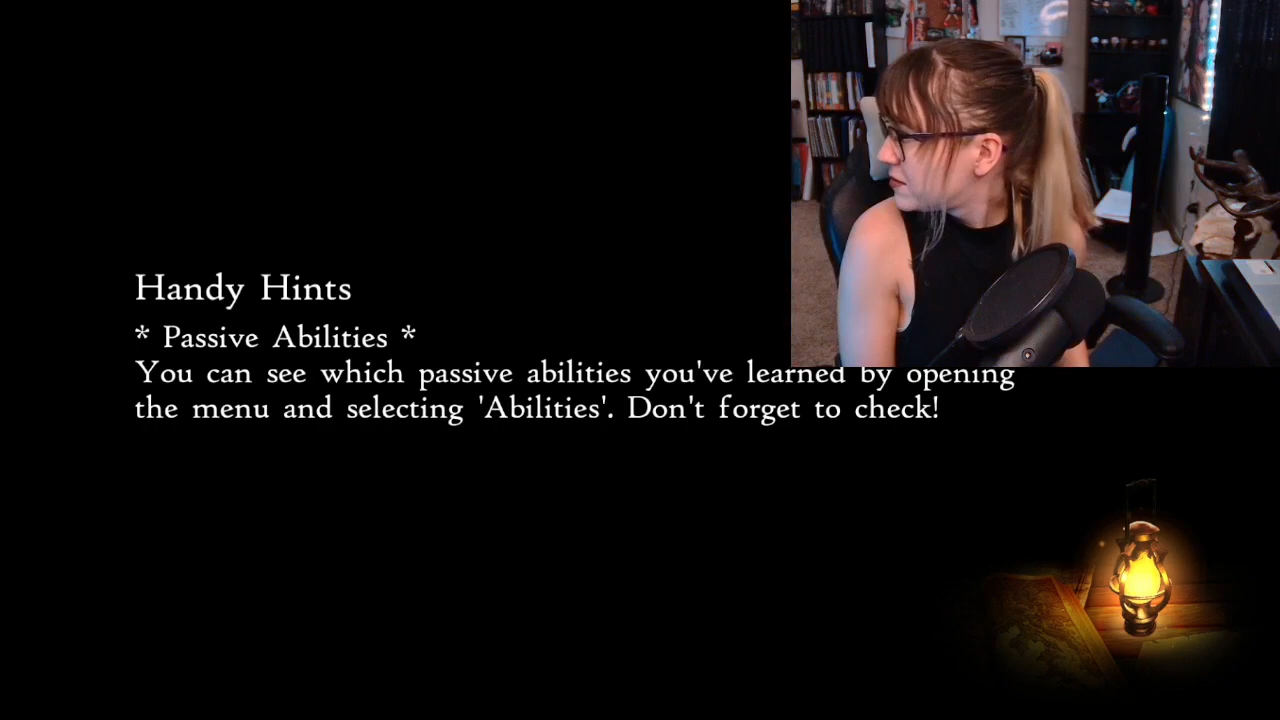 Handy Hints
* Passive Abilities *
You can see which passive abilities you've learned by opening
the menu and selecting 'Abilities'. Don't forget to check!